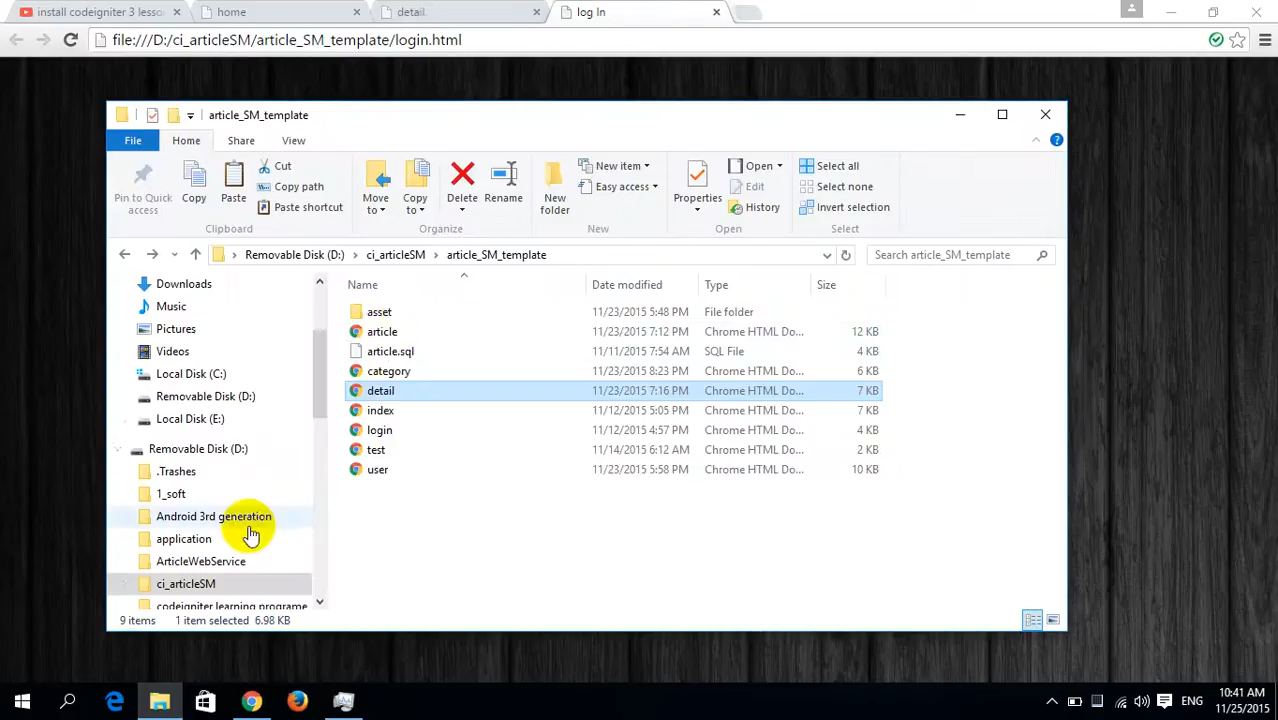 install codeigniter 3 lesson
home
detail.
log In
file:///D:/ci_articleSM/article_SM_template/login.html
article_SM_template
File
Home
Share
View
Pin to Quick access
Copy
Paste
Cut
Copy path
Paste shortcut
Clipboard
Move to
Copy to
Delete
Rename
Organize
New folder
New item
Easy access
New
Properties
Open
Edit
History
Open
Select all
Select none
Invert selection
Select
Removable Disk (D:)
ci_articleSM
article_SM_template
Search article_SM_template
Name
Date modified
Type
Size
Downloads
Music
Pictures
Videos
Local Disk (C:)
Removable Disk (D:)
Local Disk (E:)
Removable Disk (D:)
.Trashes
1_soft
Android 3rd generation
application
ArticleWebService
ci_articleSM
codeigniter learning programe
asset 11/23/2015 5:48 PM File folder
article 11/23/2015 7:12 PM Chrome HTML Do... 12 KB
article.sql 11/11/2015 7:54 AM SQL File 4 KB
category 11/23/2015 8:23 PM Chrome HTML Do... 6 KB
detail 11/23/2015 7:16 PM Chrome HTML Do... 7 KB
index 11/12/2015 5:05 PM Chrome HTML Do... 7 KB
login 11/12/2015 4:57 PM Chrome HTML Do... 4 KB
test 11/14/2015 6:12 AM Chrome HTML Do... 2 KB
user 11/23/2015 5:58 PM Chrome HTML Do... 10 KB
9 items 1 item selected 6.98 KB
ENG
10:41 AM
11/25/2015